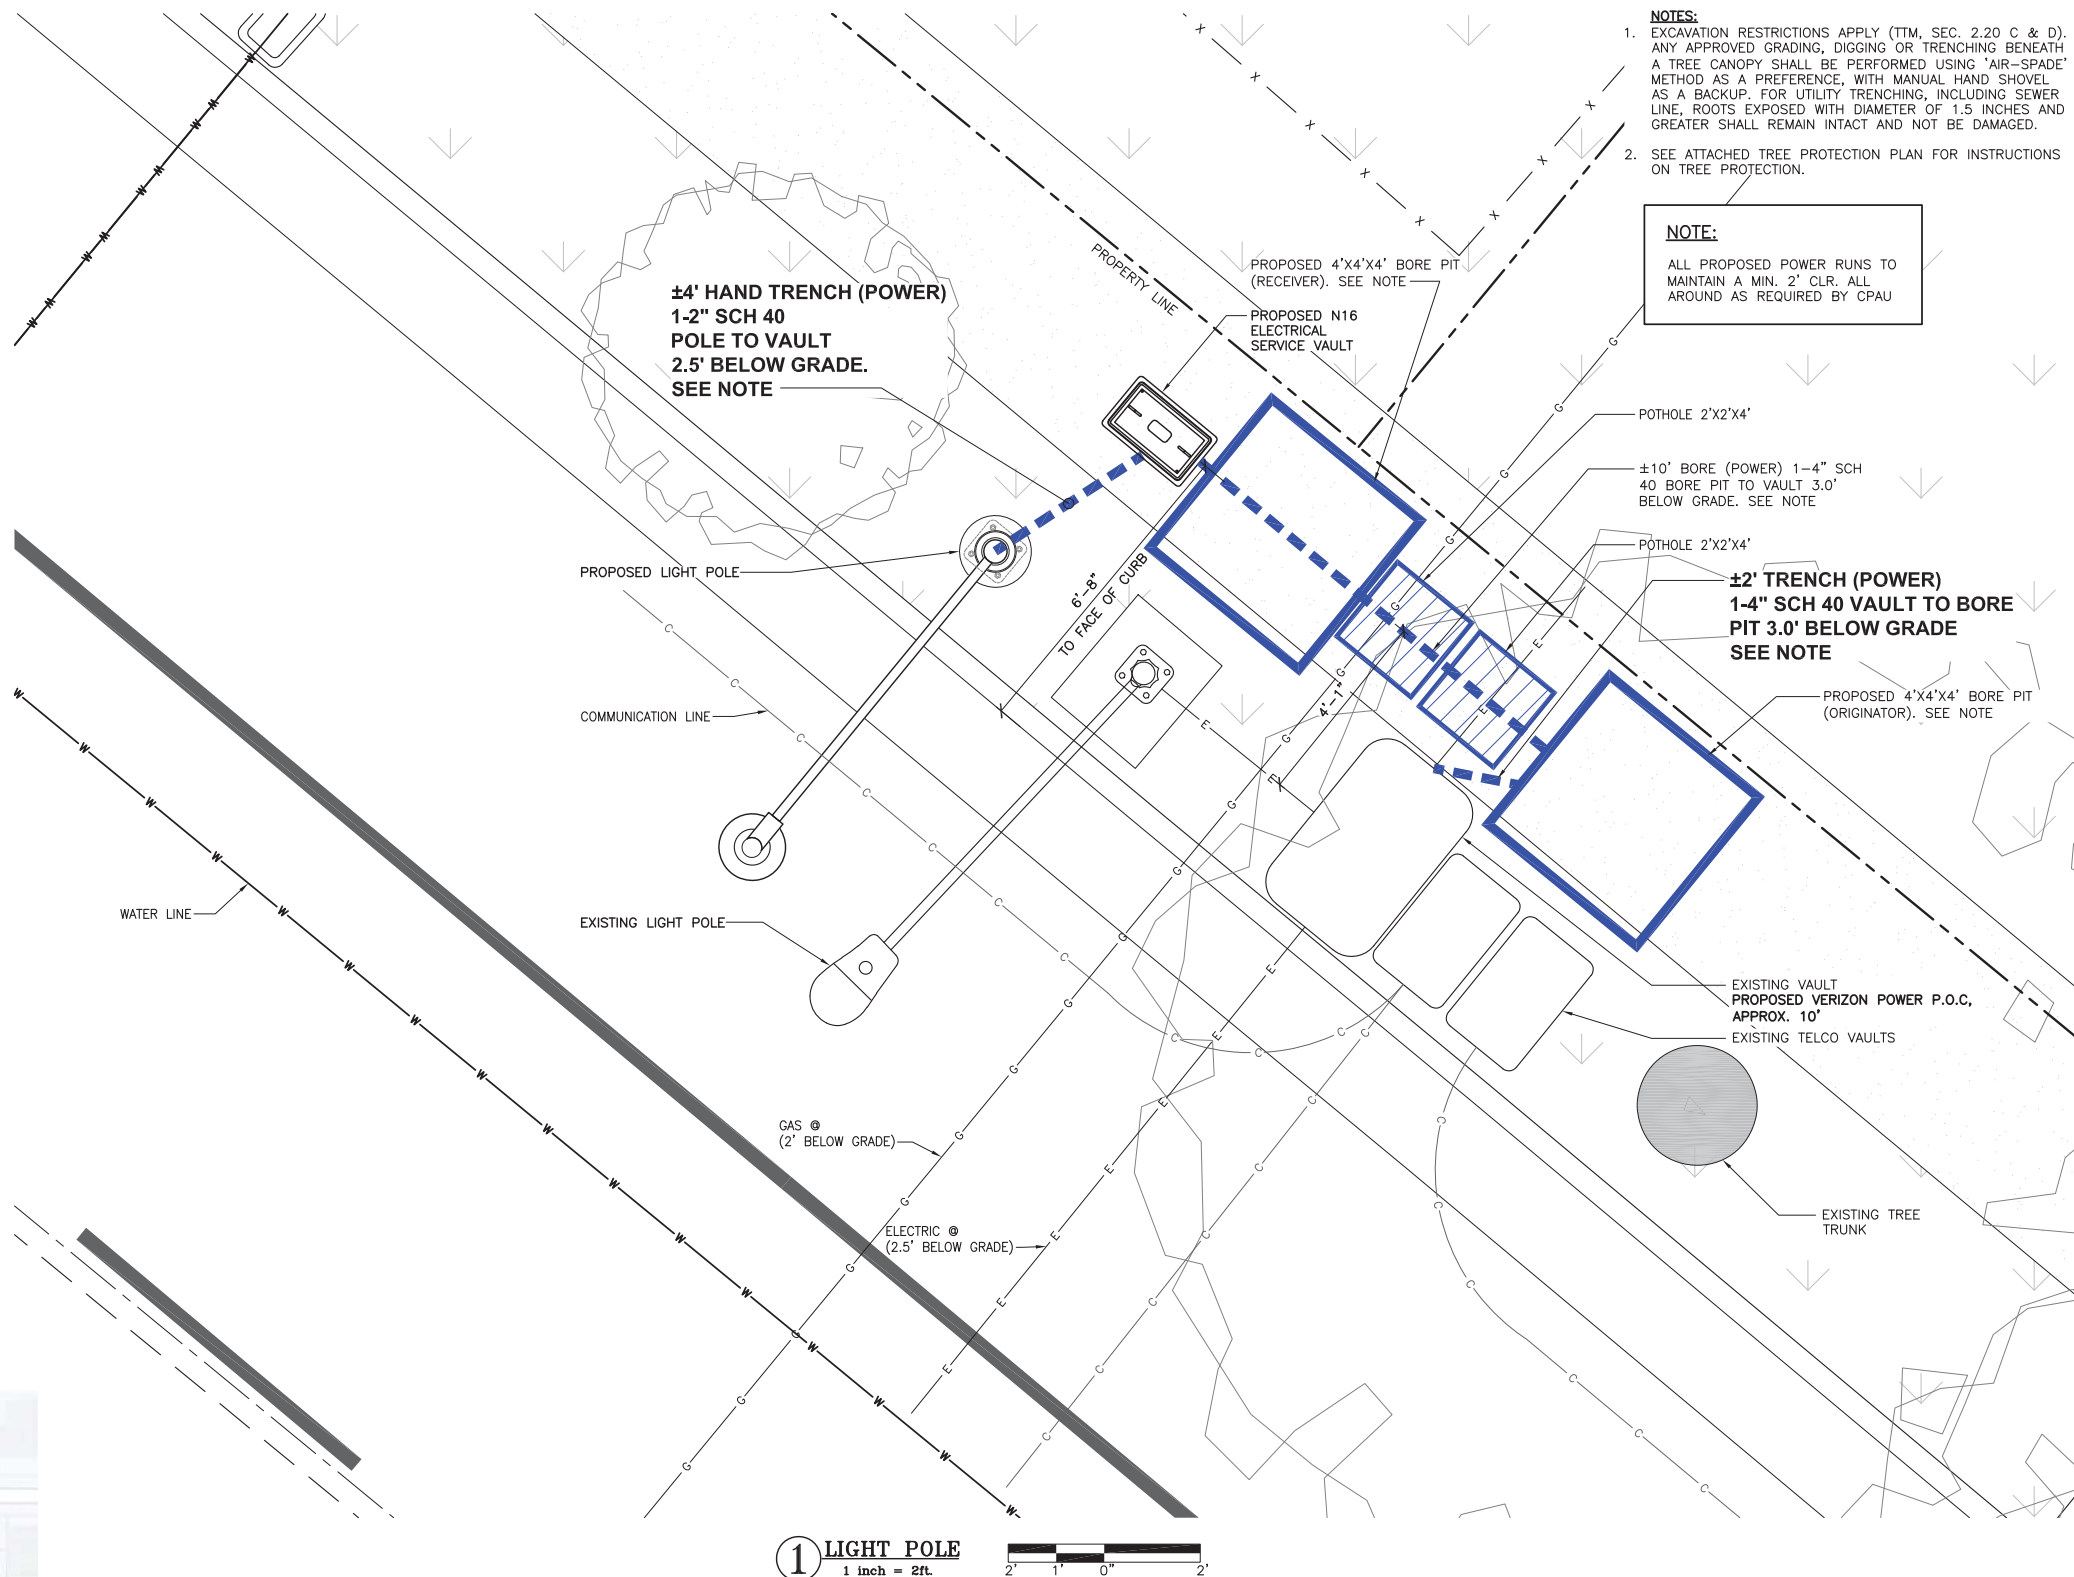 NOTES:
1. EXCAVATION RESTRICTIONS APPLY (TTM, SEC. 2.20 C & D).
ANY APPROVED GRADING, DIGGING OR TRENCHING BENEATH
A TREE CANOPY SHALL BE PERFORMED USING 'AIR-SPADE'
METHOD AS A PREFERENCE, WITH MANUAL HAND SHOVEL
AS A BACKUP. FOR UTILITY TRENCHING, INCLUDING SEWER
LINE, ROOTS EXPOSED WITH DIAMETER OF 1.5 INCHES AND
GREATER SHALL REMAIN INTACT AND NOT BE DAMAGED.
2. SEE ATTACHED TREE PROTECTION PLAN FOR INSTRUCTIONS
ON TREE PROTECTION.
NOTE:
ALL PROPOSED POWER RUNS TO
MAINTAIN A MIN. 2' CLR. ALL
AROUND AS REQUIRED BY CPAU
PROPERTY LINE
PROPOSED 4'X4'X4' BORE PIT
(RECEIVER). SEE NOTE
PROPOSED N16
ELECTRICAL
SERVICE VAULT
±4' HAND TRENCH (POWER)
1-2" SCH 40
POLE TO VAULT
2.5' BELOW GRADE.
SEE NOTE
POTHOLE 2'X2'X4'
±10' BORE (POWER) 1-4" SCH
40 BORE PIT TO VAULT 3.0'
BELOW GRADE. SEE NOTE
POTHOLE 2'X2'X4'
±2' TRENCH (POWER)
1-4" SCH 40 VAULT TO BORE
PIT 3.0' BELOW GRADE
SEE NOTE
PROPOSED LIGHT POLE
6'-8"
TO FACE OF CURB
4'-1"
PROPOSED 4'X4'X4' BORE PIT
(ORIGINATOR). SEE NOTE
COMMUNICATION LINE
WATER LINE
EXISTING LIGHT POLE
EXISTING VAULT
PROPOSED VERIZON POWER P.O.C,
APPROX. 10'
EXISTING TELCO VAULTS
GAS @
(2' BELOW GRADE)
ELECTRIC @
(2.5' BELOW GRADE)
EXISTING TREE
TRUNK
1 LIGHT POLE
1 inch = 2ft.
2' 1' 0" 2'